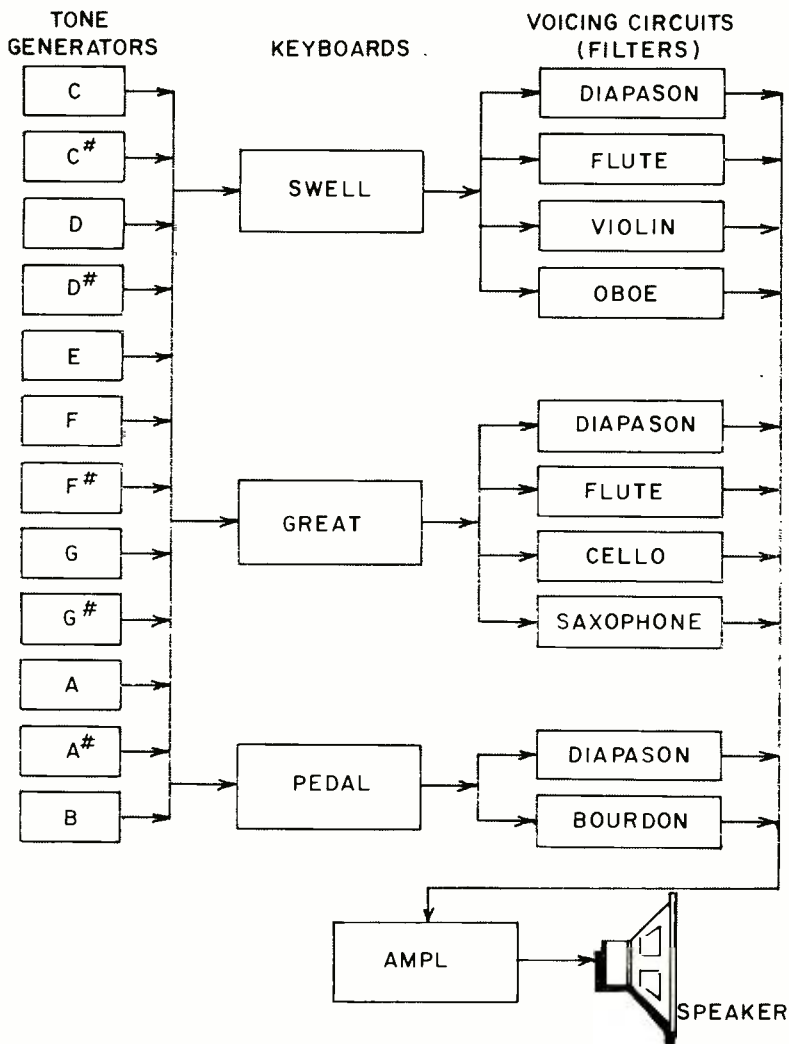 TONE
GENERATORS
KEYBOARDS
VOICING CIRCUITS
(FILTERS)
C
C#
D
D#
E
F
F#
G
G#
A
A#
B
SWELL
GREAT
PEDAL
DIAPASON
FLUTE
VIOLIN
OBOE
DIAPASON
FLUTE
CELLO
SAXOPHONE
DIAPASON
BOURDON
AMPL
SPEAKER